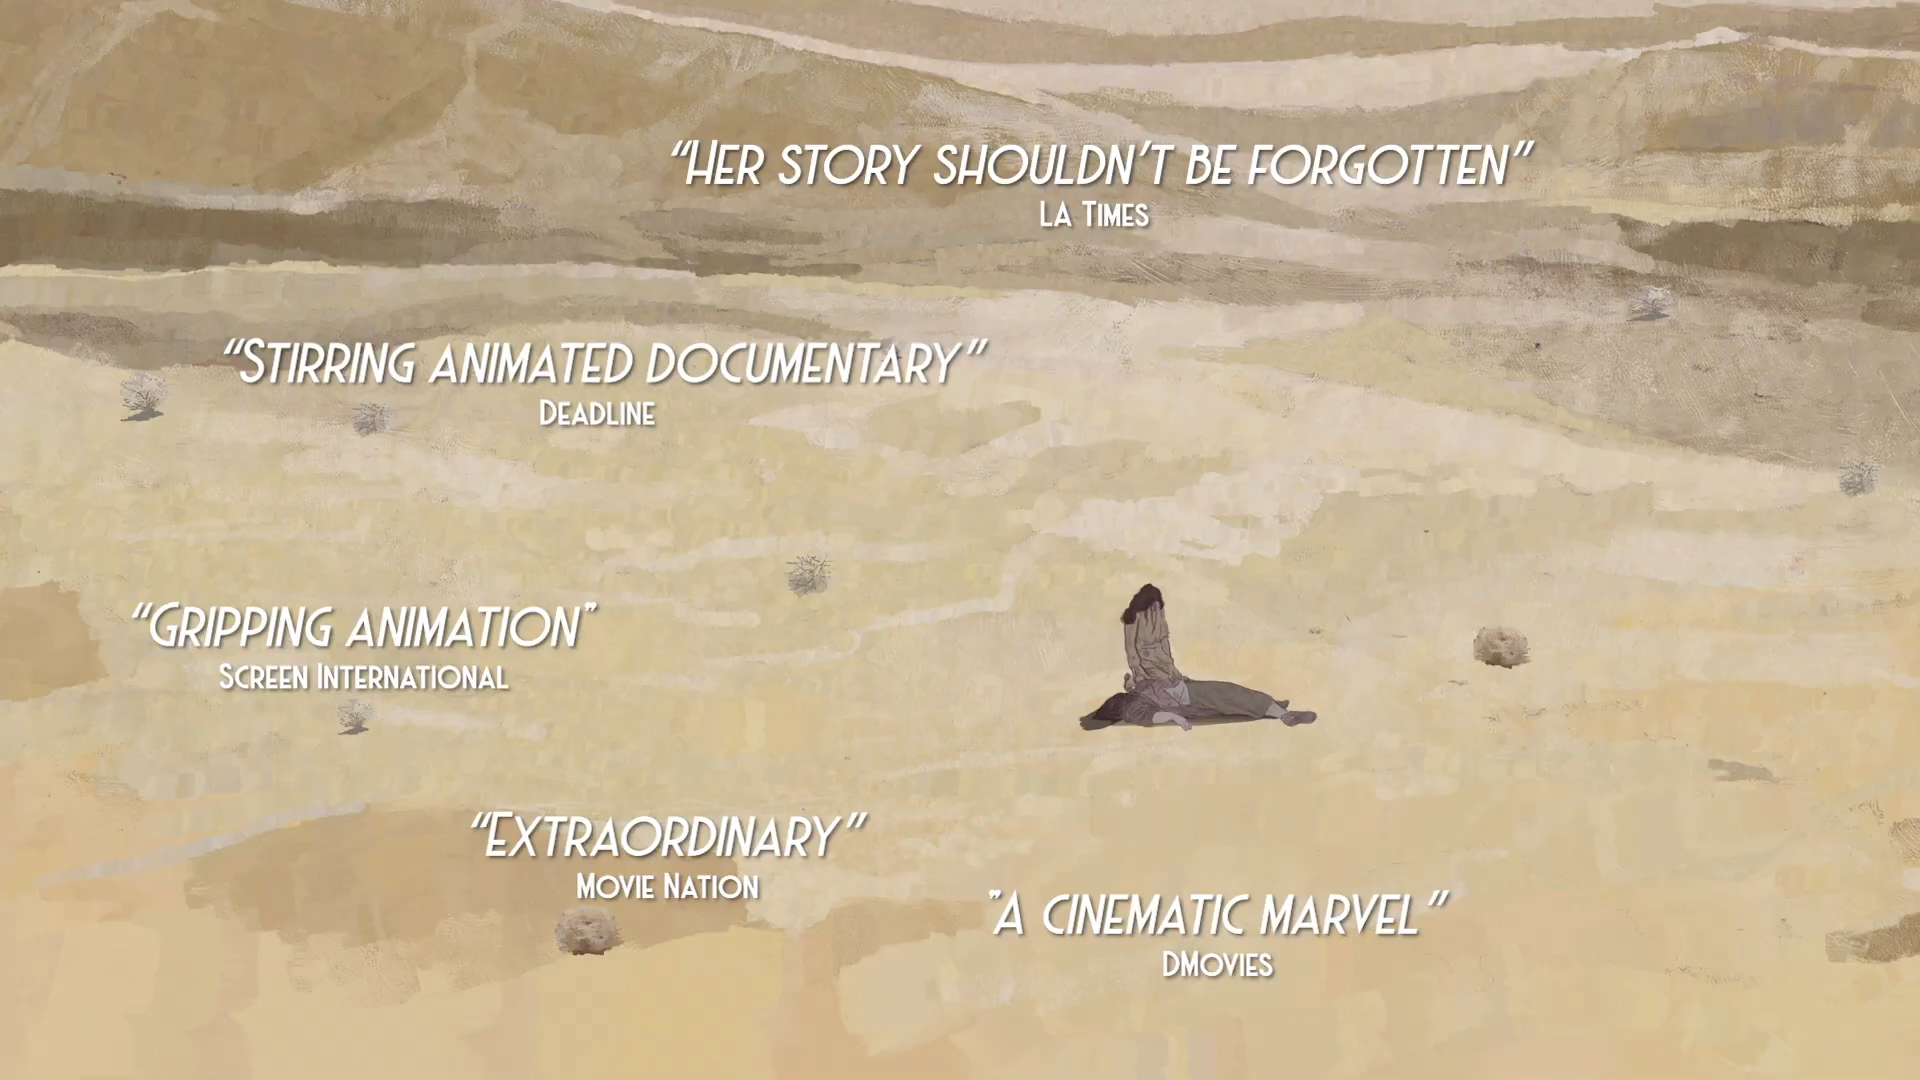 “Her story shouldn’t be forgotten”
LA Times
“Stirring animated documentary”
Deadline
“Gripping animation”
Screen International
“Extraordinary”
Movie Nation
"A cinematic marvel”
DMovies